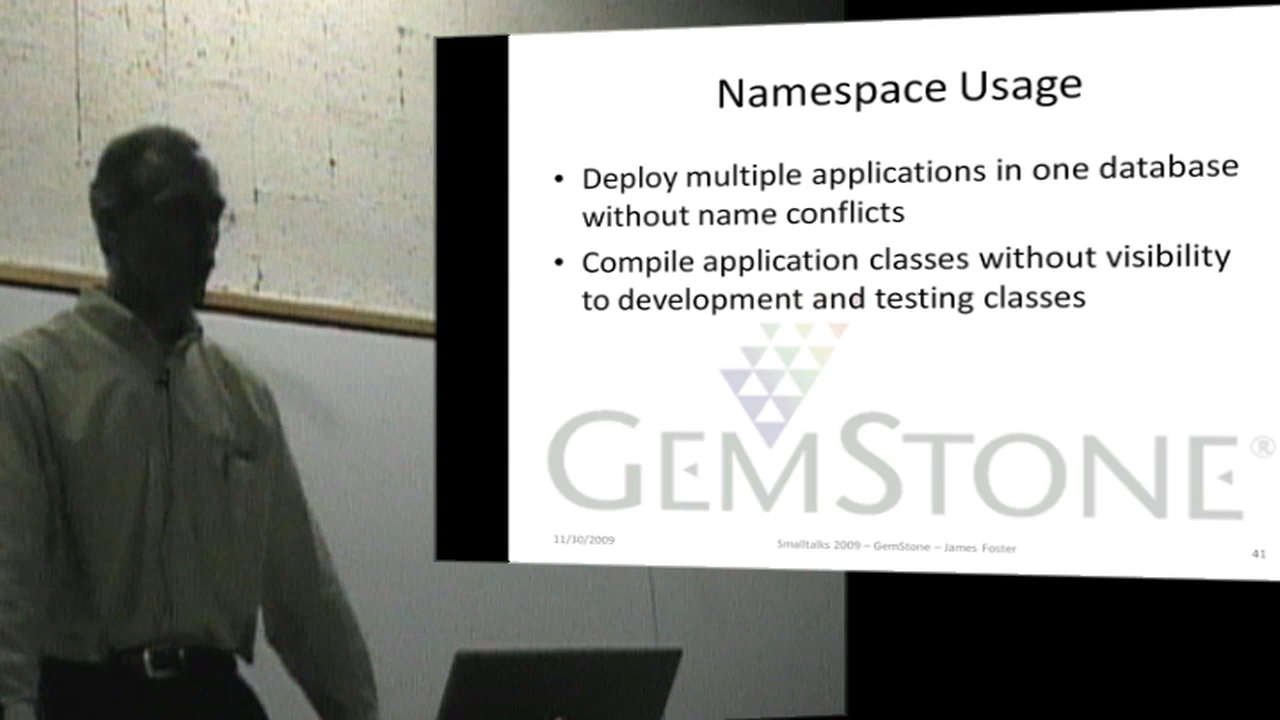 Namespace Usage
• Deploy multiple applications in one database
without name conflicts
• Compile application classes without visibility
to development and testing classes
GEMSTONE®
11/30/2009
Smalltalks 2009 – GemStone – James Foster
41